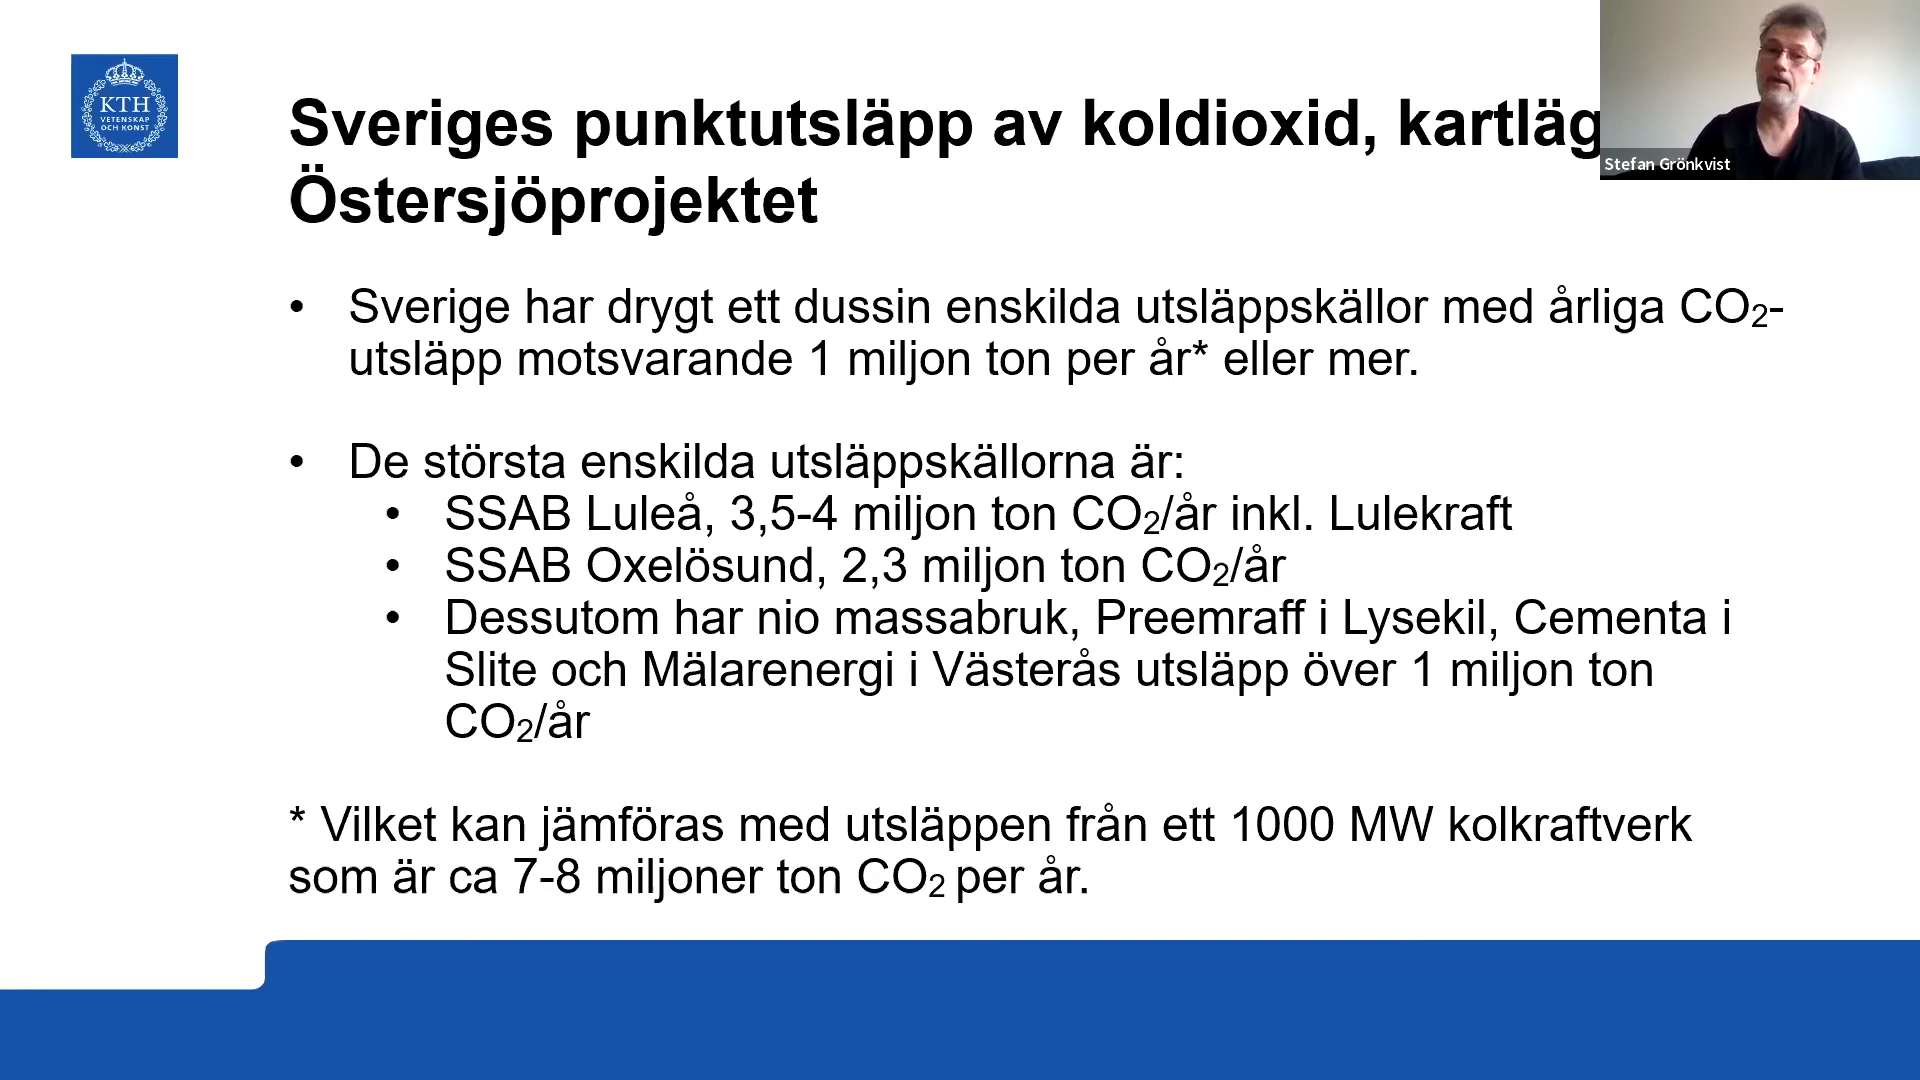 KTH
VETENSKAP
OCH KONST
Sveriges punktutsläpp av koldioxid, kartläg
Östersjöprojektet
Stefan Grönkvist
• Sverige har drygt ett dussin enskilda utsläppskällor med årliga CO₂-
utsläpp motsvarande 1 miljon ton per år* eller mer.
• De största enskilda utsläppskällorna är:
• SSAB Luleå, 3,5-4 miljon ton CO₂/år inkl. Lulekraft
• SSAB Oxelösund, 2,3 miljon ton CO₂/år
• Dessutom har nio massabruk, Preemraff i Lysekil, Cementa i
Slite och Mälarenergi i Västerås utsläpp över 1 miljon ton
CO₂/år
* Vilket kan jämföras med utsläppen från ett 1000 MW kolkraftverk
som är ca 7-8 miljoner ton CO₂ per år.